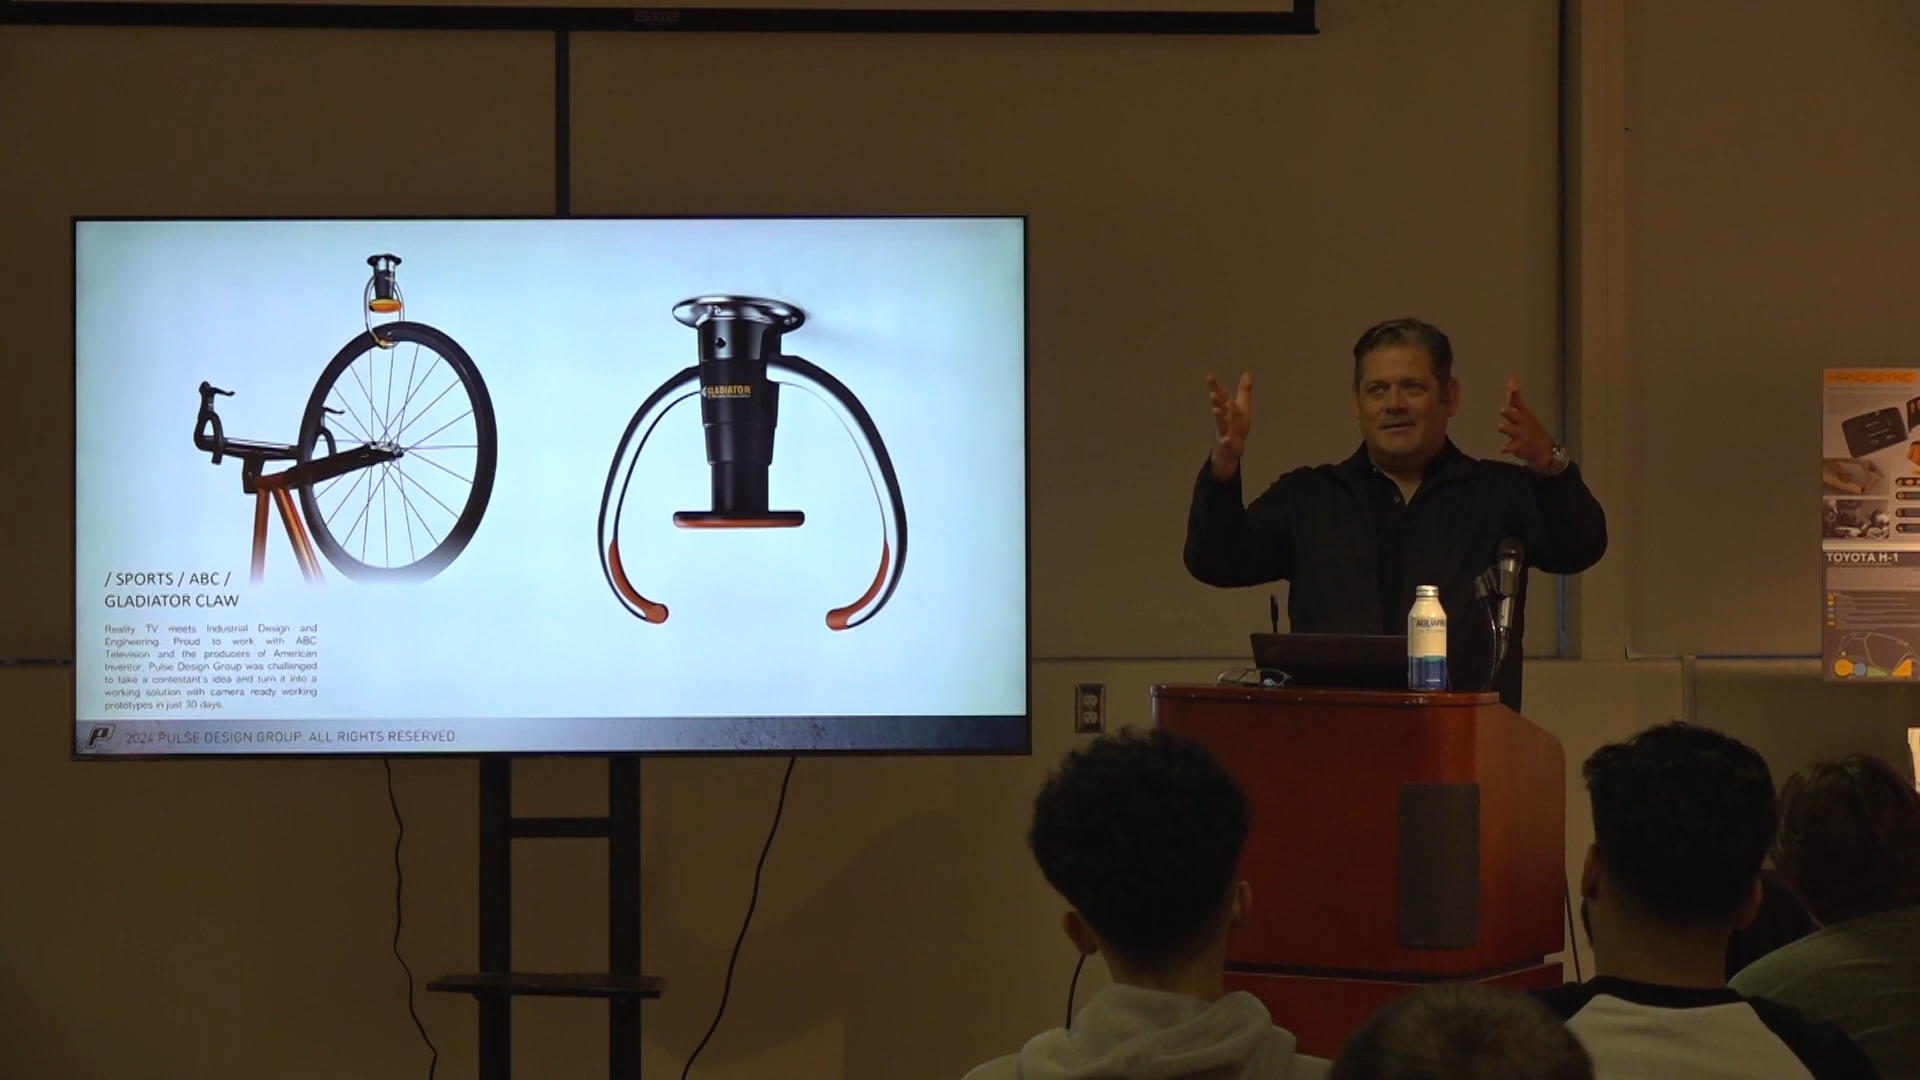 GLADIATOR
/ SPORTS / ABC /
GLADIATOR CLAW
Reality TV meets Industrial Design and
Engineering. Proud to work with ABC
Television and the producers of American
Inventor, Pulse Design Group was challenged
to take a contestant's idea and turn it into a
working solution with camera ready working
prototypes in just 30 days.
P 2024 PULSE DESIGN GROUP. ALL RIGHTS RESERVED.
HAND-SYNC
TOYOTA H-1